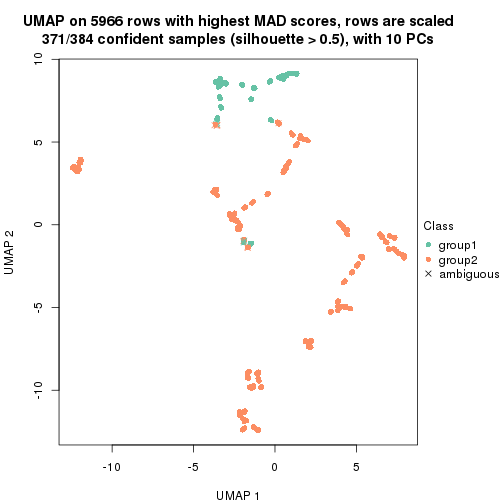 UMAP on 5966 rows with highest MAD scores, rows are scaled
371/384 confident samples (silhouette > 0.5), with 10 PCs
10
5
0
-5
-10
UMAP 2
-10
-5
0
5
UMAP 1
Class
group1
group2
ambiguous